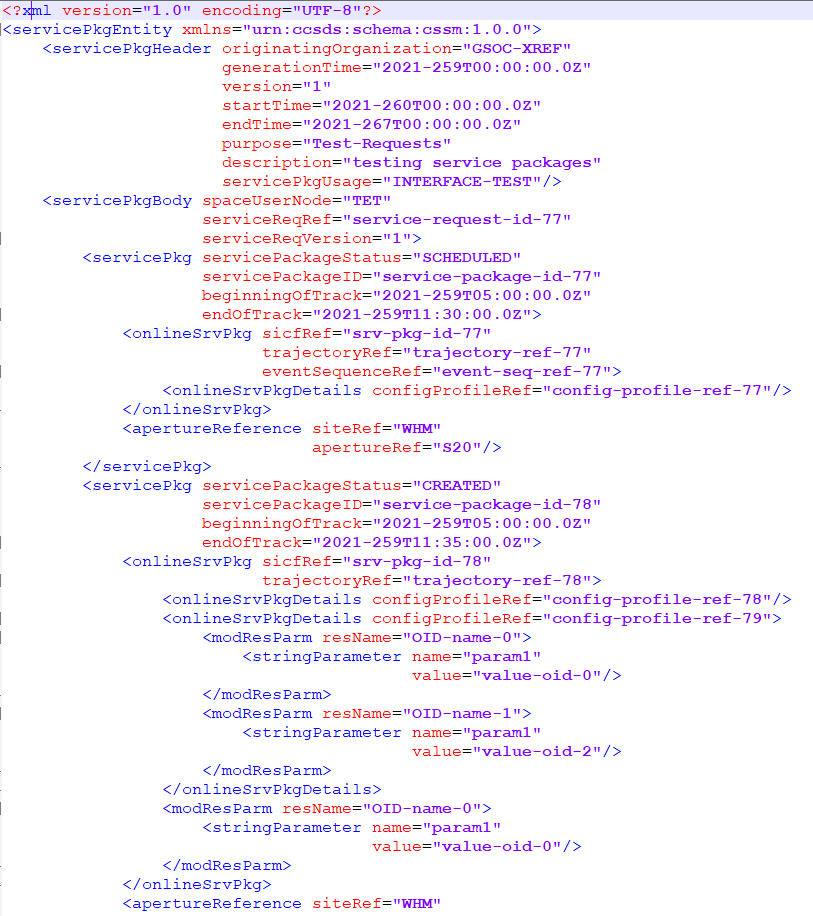 <?xml version="1.0" encoding="UTF-8"?>
<servicePkgEntity xmlns="urn:ccsds:schema:cssm:1.0.0">
    <servicePkgHeader originatingOrganization="GSOC-XREF"
                      generationTime="2021-259T00:00:00.0Z"
                      version="1"
                      startTime="2021-260T00:00:00.0Z"
                      endTime="2021-267T00:00:00.0Z"
                      purpose="Test-Requests"
                      description="testing service packages"
                      servicePkgUsage="INTERFACE-TEST"/>
    <servicePkgBody spaceUserNode="TET"
                    serviceReqRef="service-request-id-77"
                    serviceReqVersion="1">
        <servicePkg servicePackageStatus="SCHEDULED"
                    servicePackageID="service-package-id-77"
                    beginningOfTrack="2021-259T05:00:00.0Z"
                    endOfTrack="2021-259T11:30:00.0Z">
            <onlineSrvPkg sicfRef="srv-pkg-id-77"
                          trajectoryRef="trajectory-ref-77"
                          eventSequenceRef="event-seq-ref-77">
                <onlineSrvPkgDetails configProfileRef="config-profile-ref-77"/>
            </onlineSrvPkg>
            <apertureReference siteRef="WHM"
                               apertureRef="S20"/>
        </servicePkg>
        <servicePkg servicePackageStatus="CREATED"
                    servicePackageID="service-package-id-78"
                    beginningOfTrack="2021-259T05:00:00.0Z"
                    endOfTrack="2021-259T11:35:00.0Z">
            <onlineSrvPkg sicfRef="srv-pkg-id-78"
                          trajectoryRef="trajectory-ref-78">
                <onlineSrvPkgDetails configProfileRef="config-profile-ref-78"/>
                <onlineSrvPkgDetails configProfileRef="config-profile-ref-79">
                    <modResParm resName="OID-name-0">
                        <stringParameter name="param1"
                                         value="value-oid-0"/>
                    </modResParm>
                    <modResParm resName="OID-name-1">
                        <stringParameter name="param1"
                                         value="value-oid-2"/>
                    </modResParm>
                </onlineSrvPkgDetails>
                <modResParm resName="OID-name-0">
                    <stringParameter name="param1"
                                     value="value-oid-0"/>
                </modResParm>
            </onlineSrvPkg>
            <apertureReference siteRef="WHM"